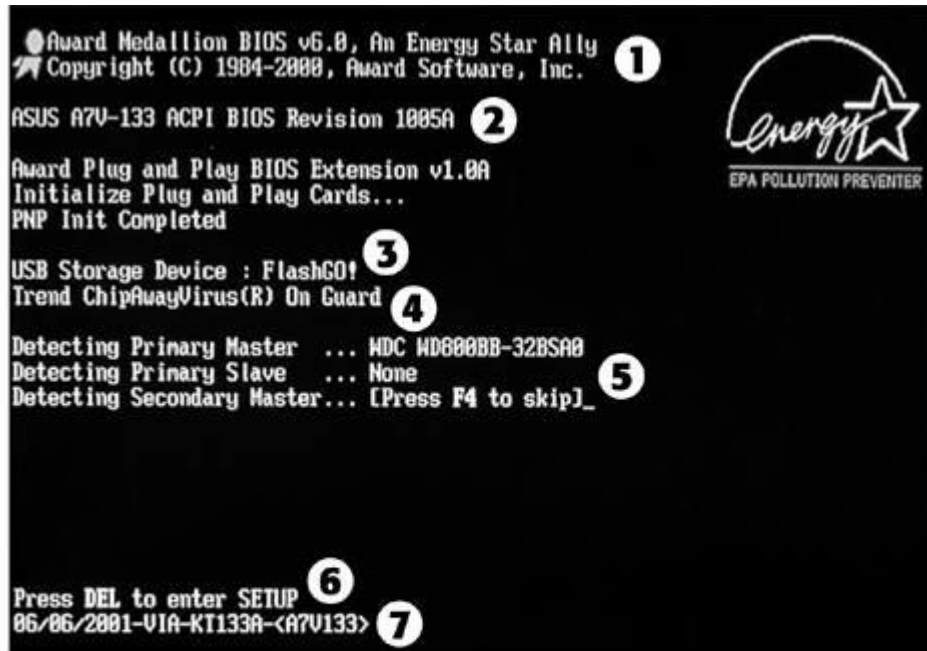 Award Medallion BIOS v6.0, An Energy Star Ally
Copyright (C) 1984-2000, Award Software, Inc.
1
ASUS A7V-133 ACPI BIOS Revision 1005A
2
energy
EPA POLLUTION PREVENTER
Award Plug and Play BIOS Extension v1.0A
Initialize Plug and Play Cards...
PNP Init Completed
3
USB Storage Device : FlashGO!
Trend ChipAwayVirus(R) On Guard
4
Detecting Primary Master ... WDC WD800BB-32BSA0
Detecting Primary Slave ... None
5
Detecting Secondary Master... [Press F4 to skip]_
6
Press DEL to enter SETUP
06/06/2001-VIA-KT133A-<A7V133>
7